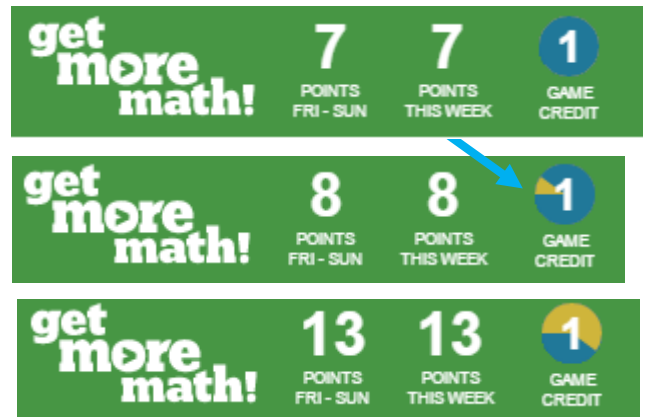 get more math! 7 POINTS FRI - SUN 7 POINTS THIS WEEK 1 GAME CREDIT
get more math! 8 POINTS FRI - SUN 8 POINTS THIS WEEK 1 GAME CREDIT
get more math! 13 POINTS FRI - SUN 13 POINTS THIS WEEK 1 GAME CREDIT